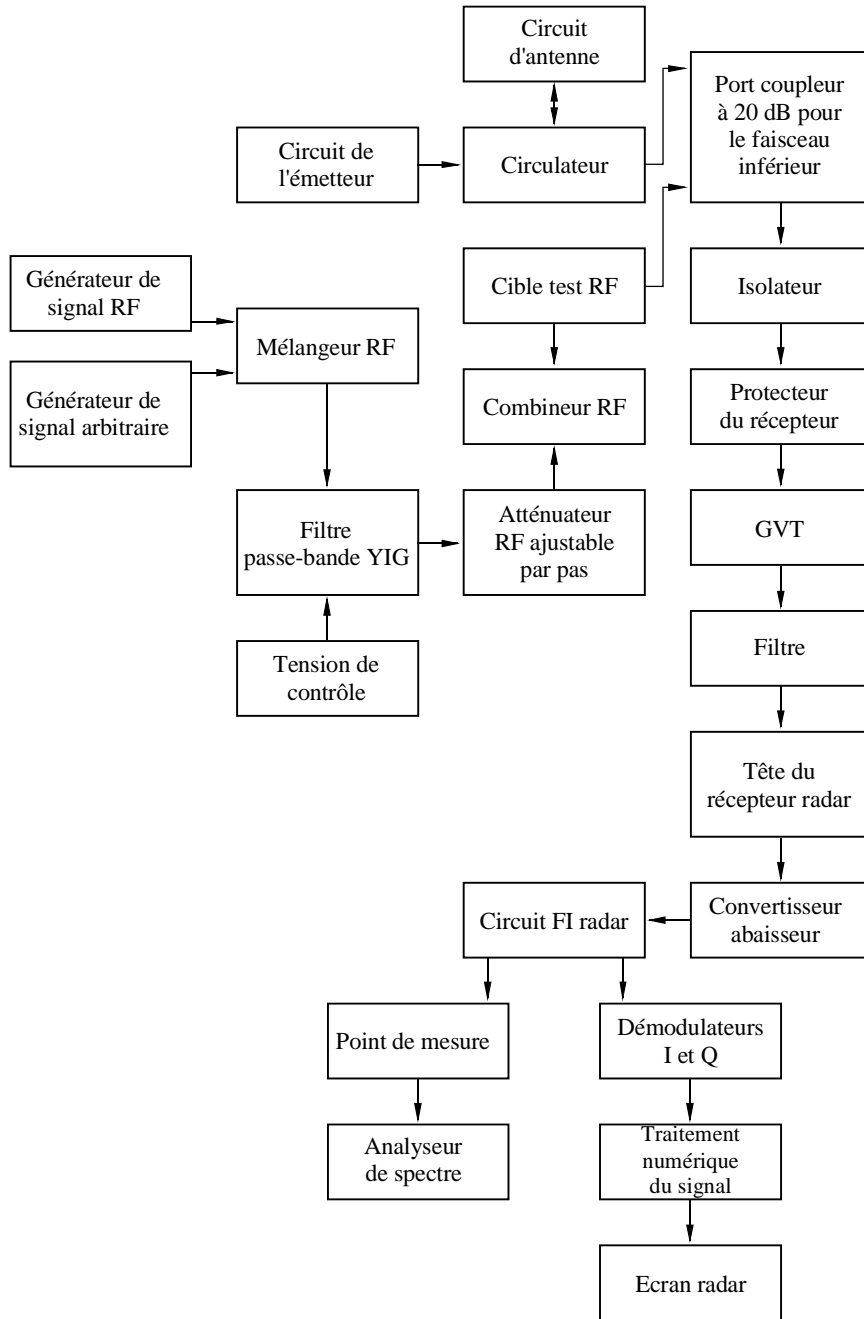 Circuit
d'antenne
Port coupleur
à 20 dB pour
le faisceau
inférieur
Circuit de
l'émetteur
Circulateur
Générateur de
signal RF
Cible test RF
Isolateur
Mélangeur RF
Générateur de
signal arbitraire
Combineur RF
Protecteur
du récepteur
Filtre
passe-bande YIG
Atténuateur
RF ajustable
par pas
GVT
Tension de
contrôle
Filtre
Tête du
récepteur radar
Circuit FI radar
Convertisseur
abaisseur
Point de mesure
Démodulateurs
I et Q
Analyseur
de spectre
Traitement
numérique
du signal
Ecran radar